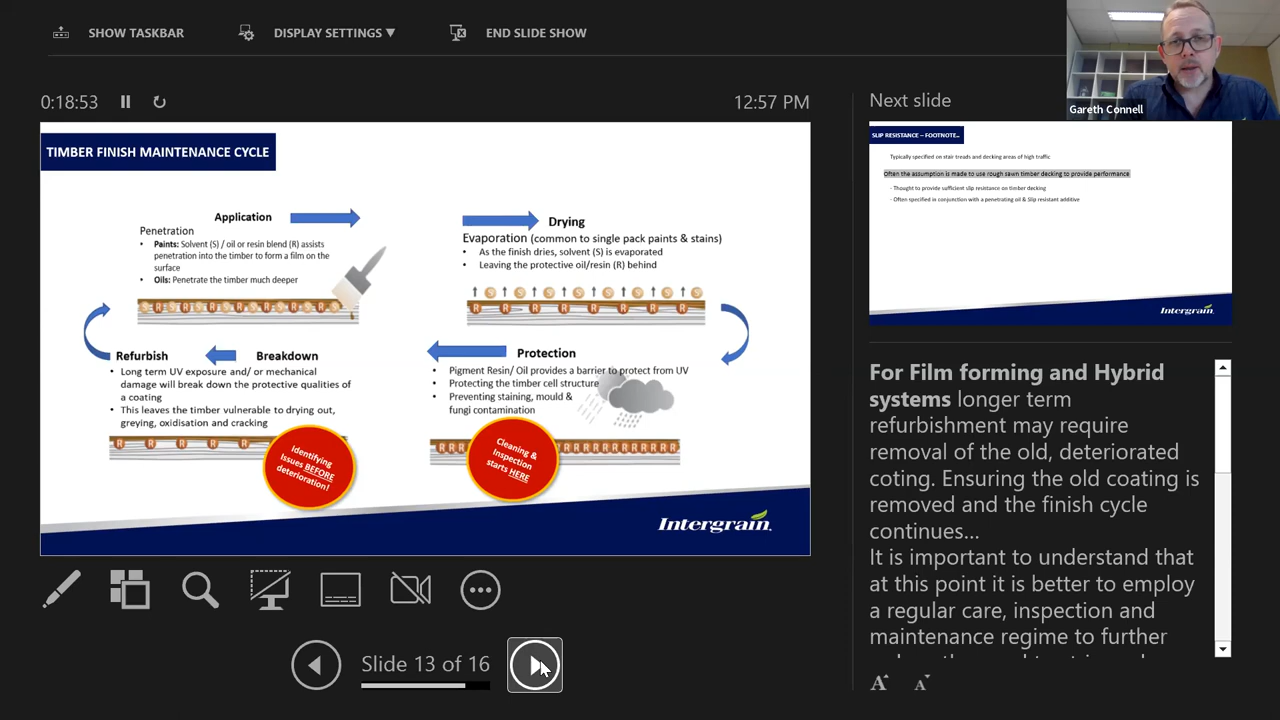 SHOW TASKBAR
DISPLAY SETTINGS ▼
END SLIDE SHOW
Gareth Connell
0:18:53
12:57 PM
TIMBER FINISH MAINTENANCE CYCLE
Application
Penetration
• Paints: Solvent (S) / oil or resin blend (R) assists
penetration into the timber to form a film on the
surface
• Oils: Penetrate the timber much deeper
S R S R S R S R S R S R S R S
Drying
Evaporation (common to single pack paints & stains)
• As the finish dries, solvent (S) is evaporated
• Leaving the protective oil/resin (R) behind
S S S S S S S S
R R R R R R R R
Protection
• Pigment Resin/ Oil provides a barrier to protect from UV
• Protecting the timber cell structure
• Preventing staining, mould &
fungi contamination
Cleaning &
Inspection
starts HERE
Refurbish
Breakdown
• Long term UV exposure and/ or mechanical
damage will break down the protective qualities of
a coating
• This leaves the timber vulnerable to drying out,
greying, oxidisation and cracking
R R R R R
Identifying
Issues BEFORE
deterioration!
Intergrain
Slide 13 of 16
Next slide
SLIP RESISTANCE – FOOTNOTE…
Typically specified on stair treads and decking areas of high traffic
Often the assumption is made to use rough sawn timber decking to provide performance
- Thought to provide sufficient slip resistance on timber decking
- Often specified in conjunction with a penetrating oil & Slip resistant additive
Intergrain
For Film forming and Hybrid
systems longer term
refurbishment may require
removal of the old, deteriorated
coting. Ensuring the old coating is
removed and the finish cycle
continues...
It is important to understand that
at this point it is better to employ
a regular care, inspection and
maintenance regime to further
A A